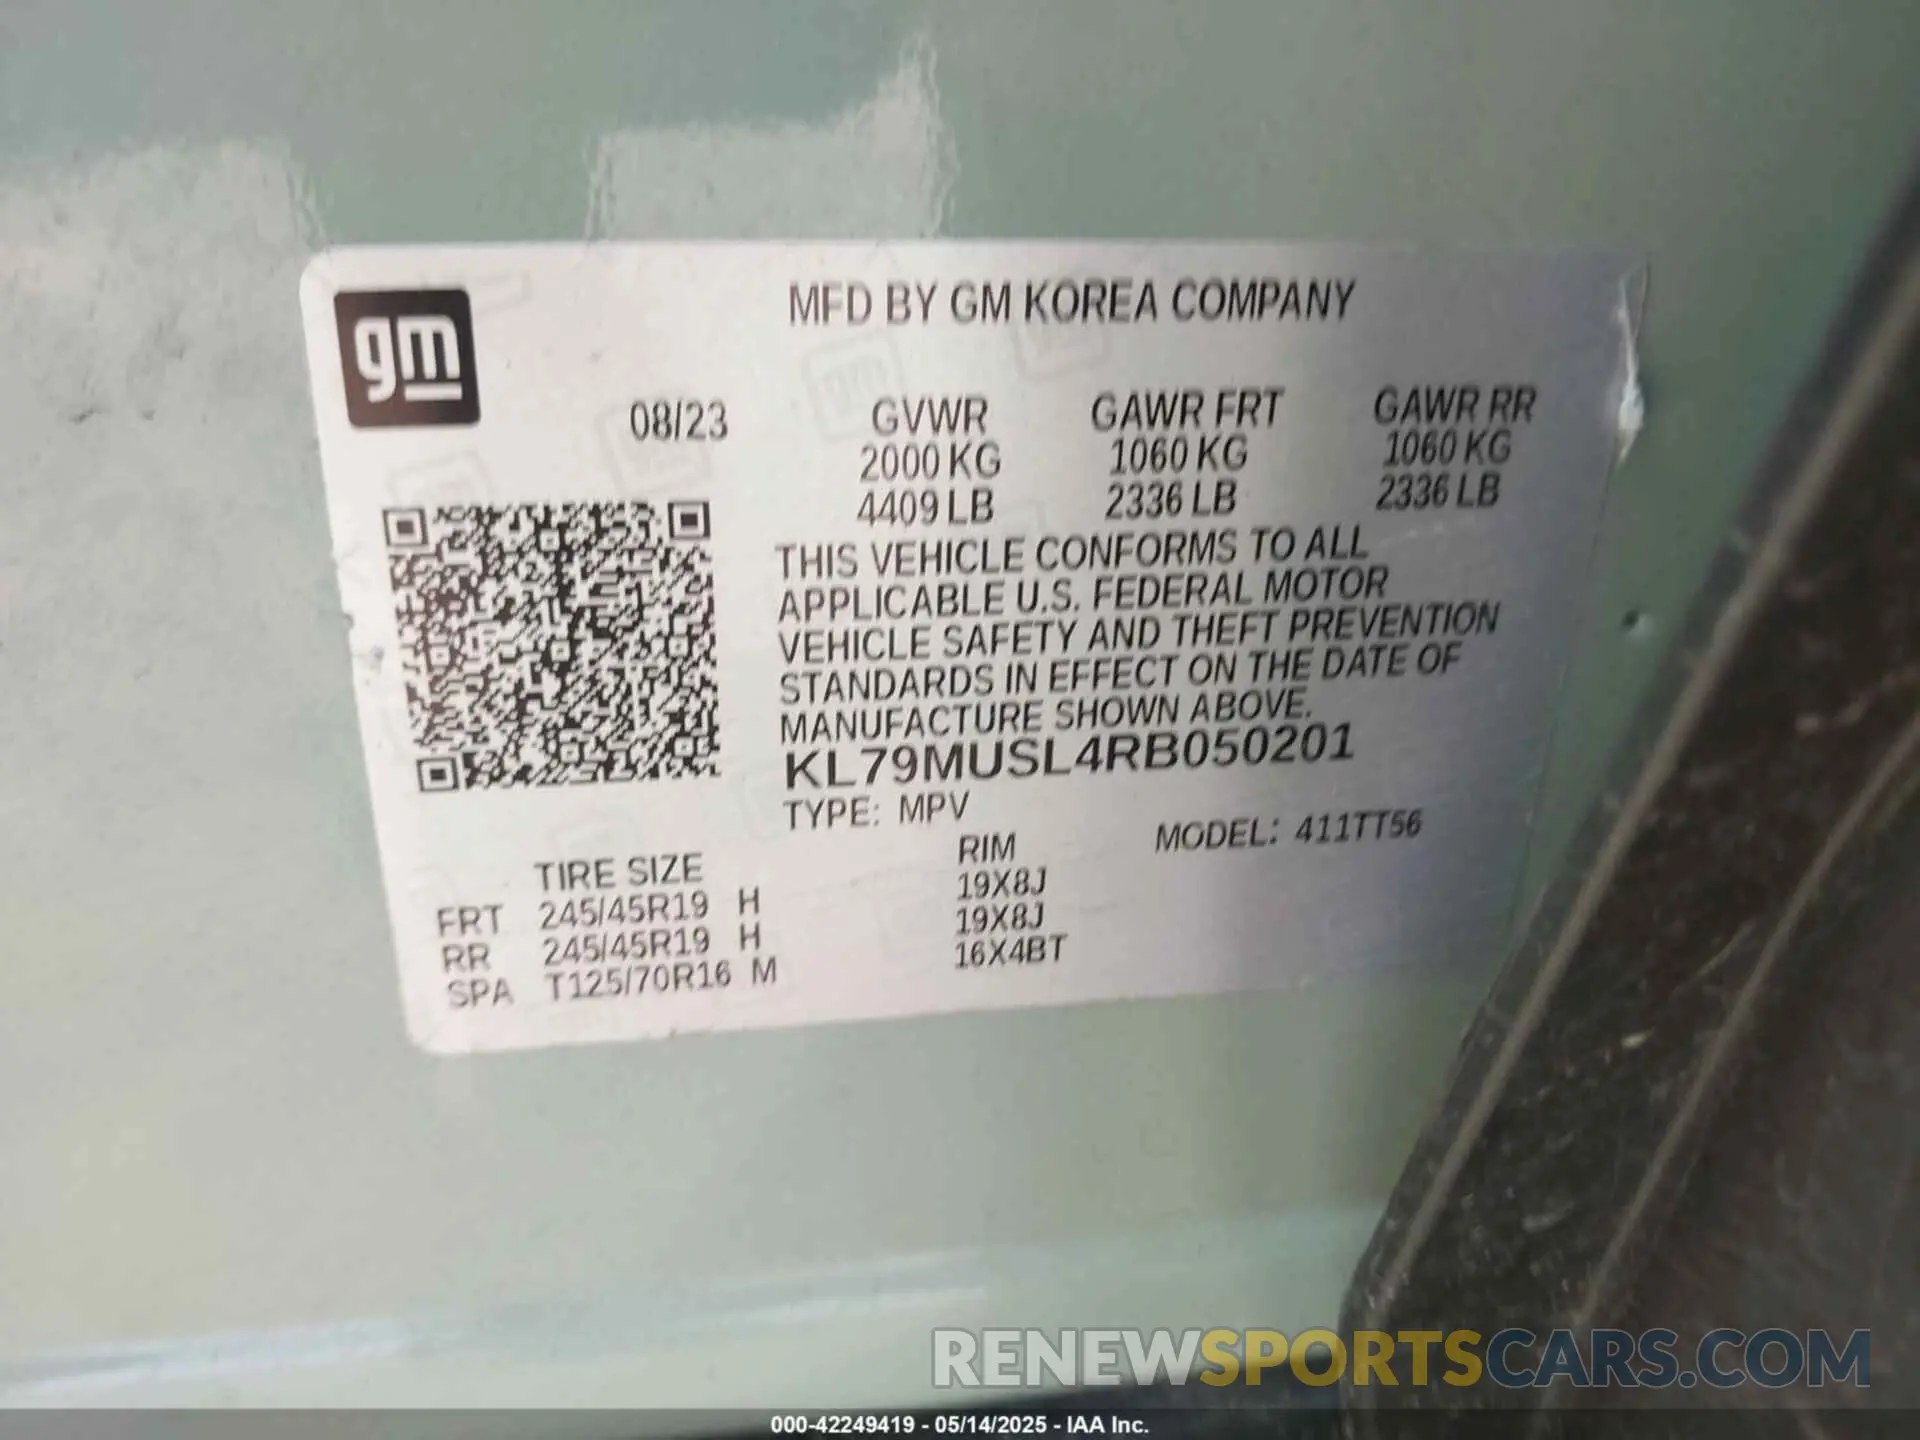 gm
MFD BY GM KOREA COMPANY
08/23 GVWR GAWR FRT GAWR RR
2000 KG 1060 KG 1060 KG
4409 LB 2336 LB 2336 LB
THIS VEHICLE CONFORMS TO ALL
APPLICABLE U.S. FEDERAL MOTOR
VEHICLE SAFETY AND THEFT PREVENTION
STANDARDS IN EFFECT ON THE DATE OF
MANUFACTURE SHOWN ABOVE.
KL79MUSL4RB050201
TYPE: MPV MODEL: 411TT56
TIRE SIZE RIM
FRT 245/45R19 H 19X8J
RR 245/45R19 H 19X8J
SPA T125/70R16 M 16X4BT
RENEWSPORTSCARS.COM
000-42249419 - 05/14/2025 - IAA Inc.